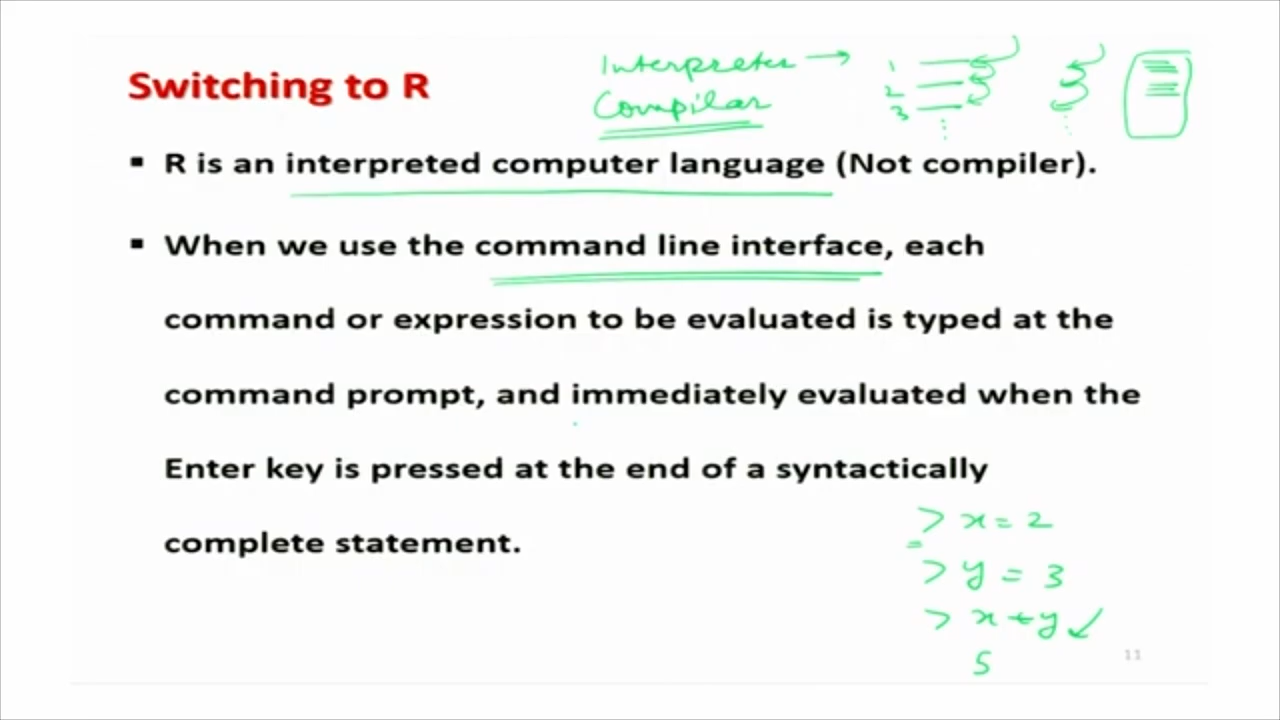 Interpreter →
Switching to R
Compilar
1
2
3
▪ R is an interpreted computer language (Not compiler).
▪ When we use the command line interface, each
command or expression to be evaluated is typed at the
command prompt, and immediately evaluated when the
Enter key is pressed at the end of a syntactically
complete statement.
> x = 2
> y = 3
> x + y
5
11